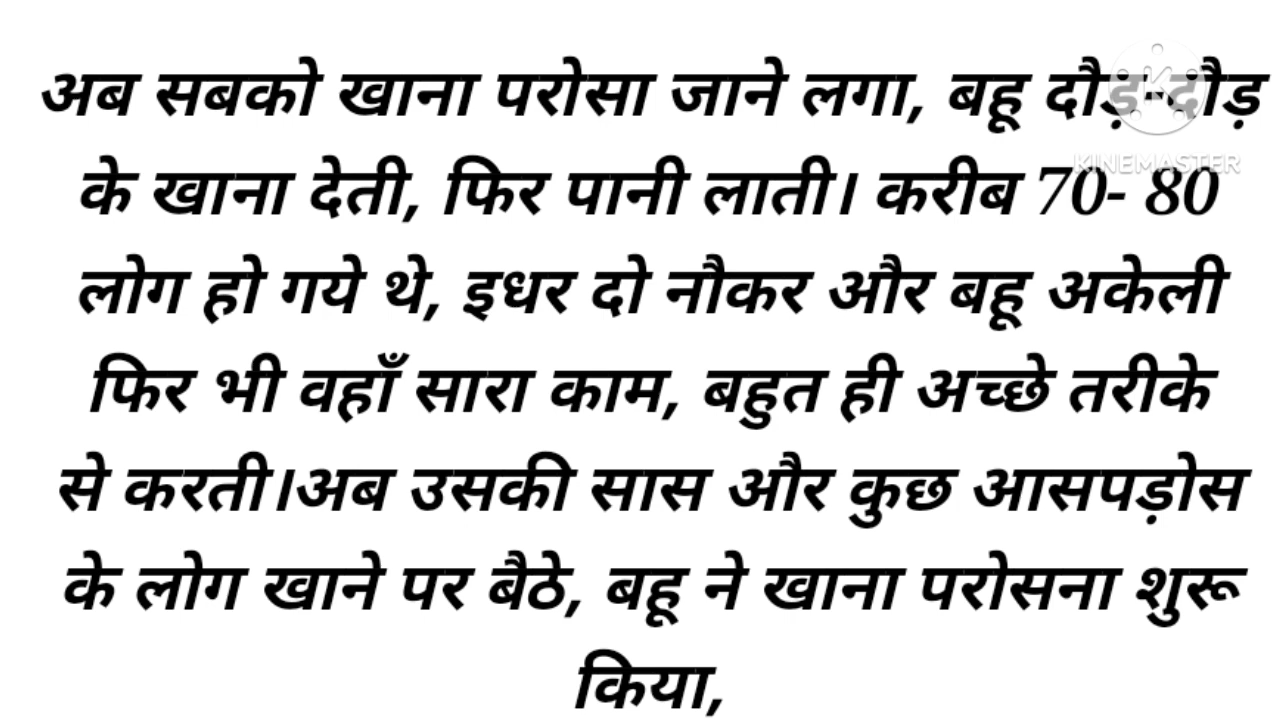 अब सबको खाना परोसा जाने लगा, बहू दौड़-दौड़
के खाना देती, फिर पानी लाती। करीब 70- 80
लोग हो गये थे, इधर दो नौकर और बहू अकेली
फिर भी वहाँ सारा काम, बहुत ही अच्छे तरीके
से करती।अब उसकी सास और कुछ आसपड़ोस
के लोग खाने पर बैठे, बहू ने खाना परोसना शुरू
किया,
KINEMASTER